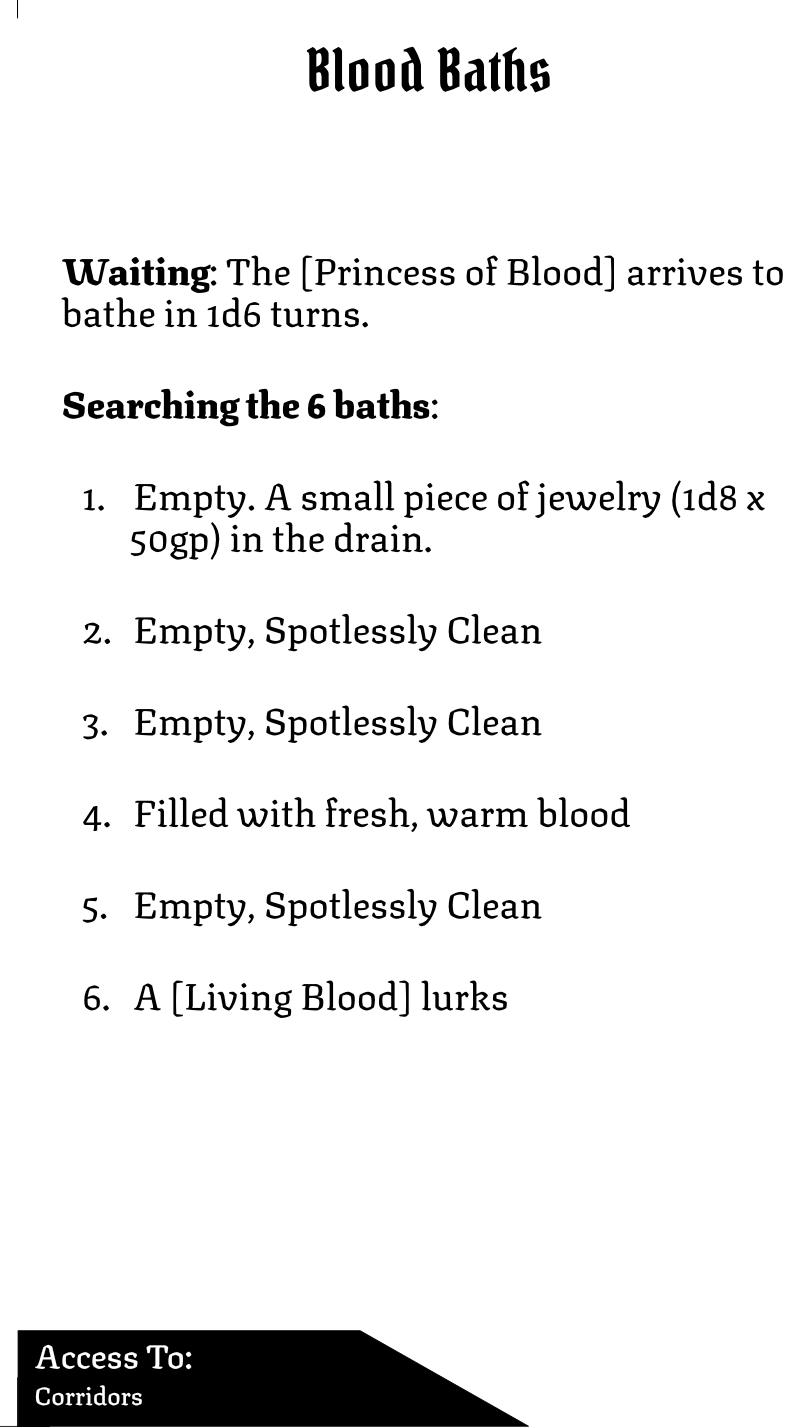 Blood Baths
Waiting: The [Princess of Blood] arrives to
bathe in 1d6 turns.
Searching the 6 baths:
1. Empty. A small piece of jewelry (1d8 x
50gp) in the drain.
2. Empty, Spotlessly Clean
3. Empty, Spotlessly Clean
4. Filled with fresh, warm blood
5. Empty, Spotlessly Clean
6. A [Living Blood] lurks
Access To:
Corridors